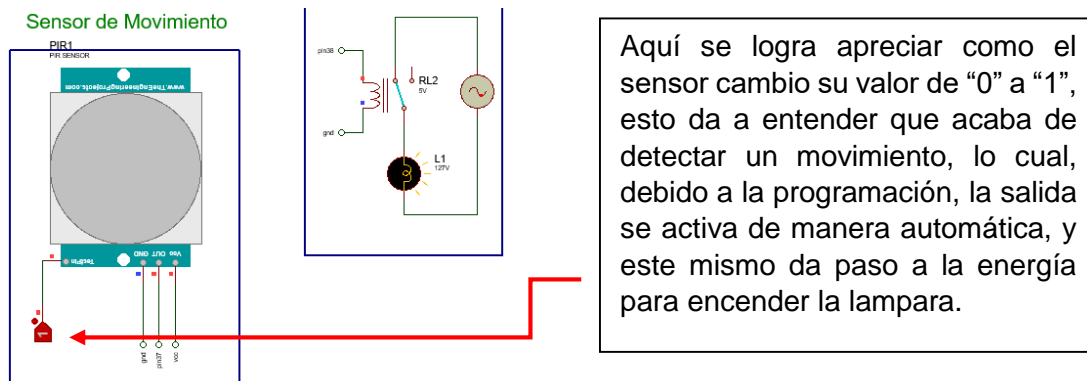 Sensor de Movimiento
PIR1
PIR SENSOR
www.TheEngineeringProjects.com
TestPin
GND
OUT
Vcc
1
gnd
pin37
vcc
pin38
gnd
RL2
5V
L1
127V
Aquí se logra apreciar como el
sensor cambio su valor de “0” a “1”,
esto da a entender que acaba de
detectar un movimiento, lo cual,
debido a la programación, la salida
se activa de manera automática, y
este mismo da paso a la energía
para encender la lampara.